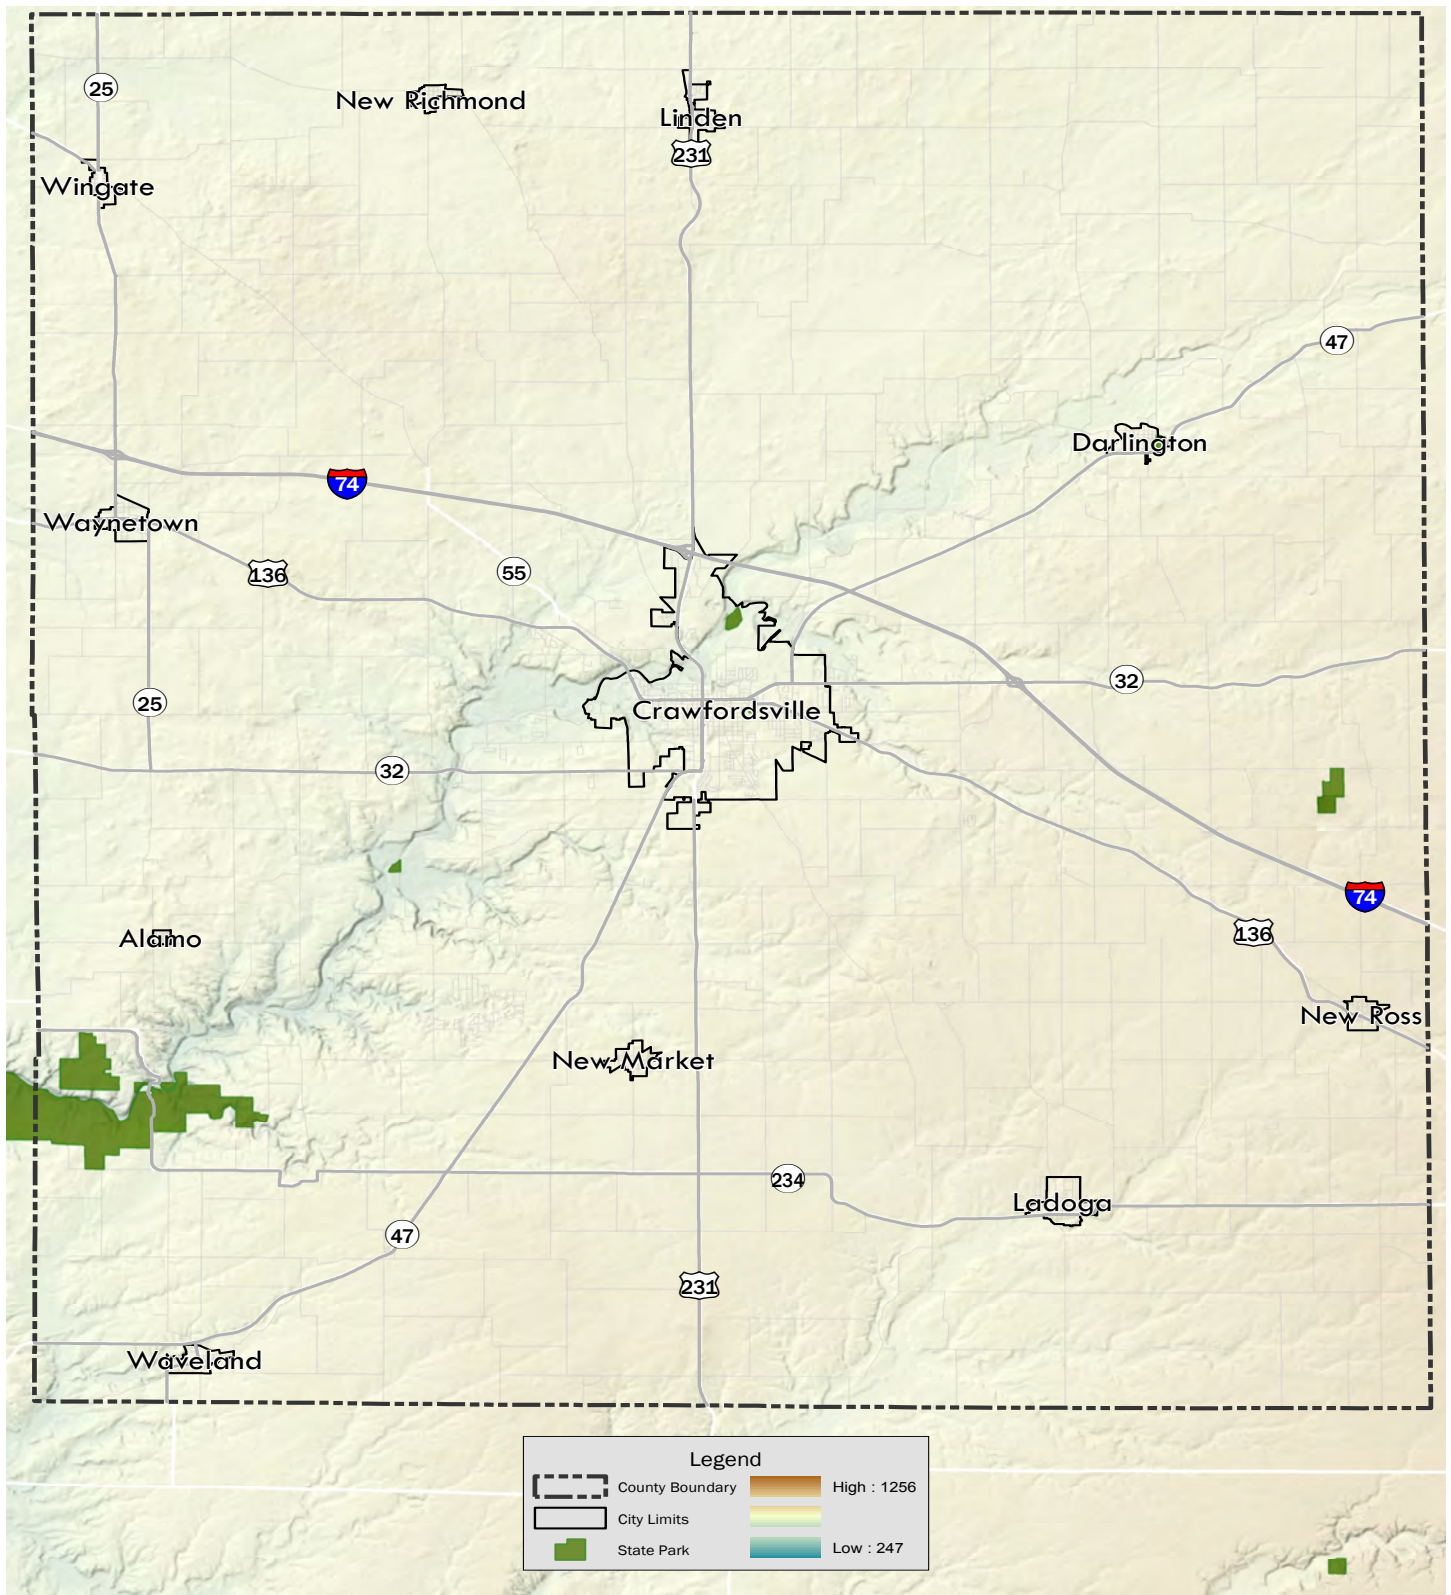 25
New Richmond
Linden
231
Wingate
47
Darlington
74
Waynetown
136
55
25
32
Crawfordsville
32
74
136
Alamo
New Ross
New Market
234
Ladoga
47
231
Waveland
Legend
County Boundary
High : 1256
City Limits
State Park
Low : 247